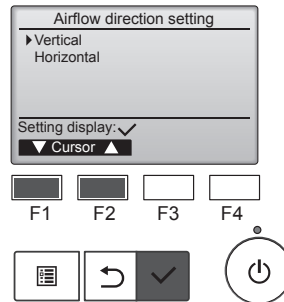 Airflow direction setting
Vertical
Horizontal
Setting display:
Cursor
F1 F2 F3 F4